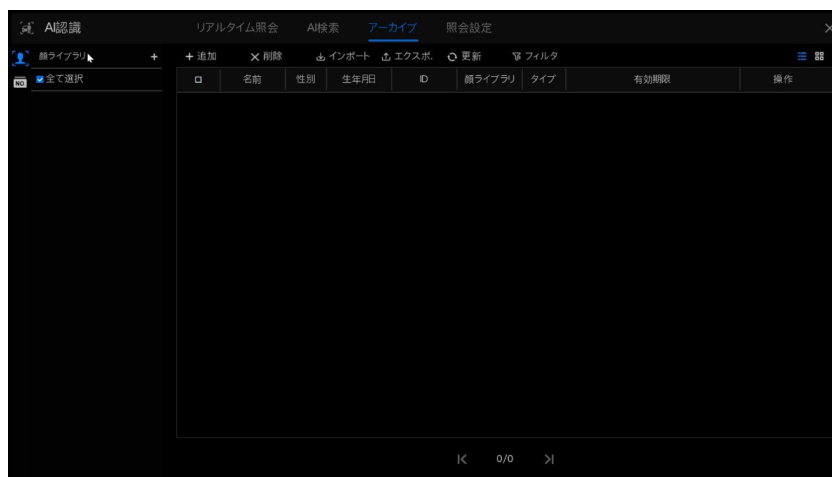 AI認識 リアルタイム照会 AI検索 アーカイブ 照会設定
顔ライブラリ + + 追加 × 削除 インポート エクスポ. 更新 フィルタ
NO 全て選択 名前 性別 生年月日 ID 顔ライブラリ タイプ 有効期限 操作
0/0